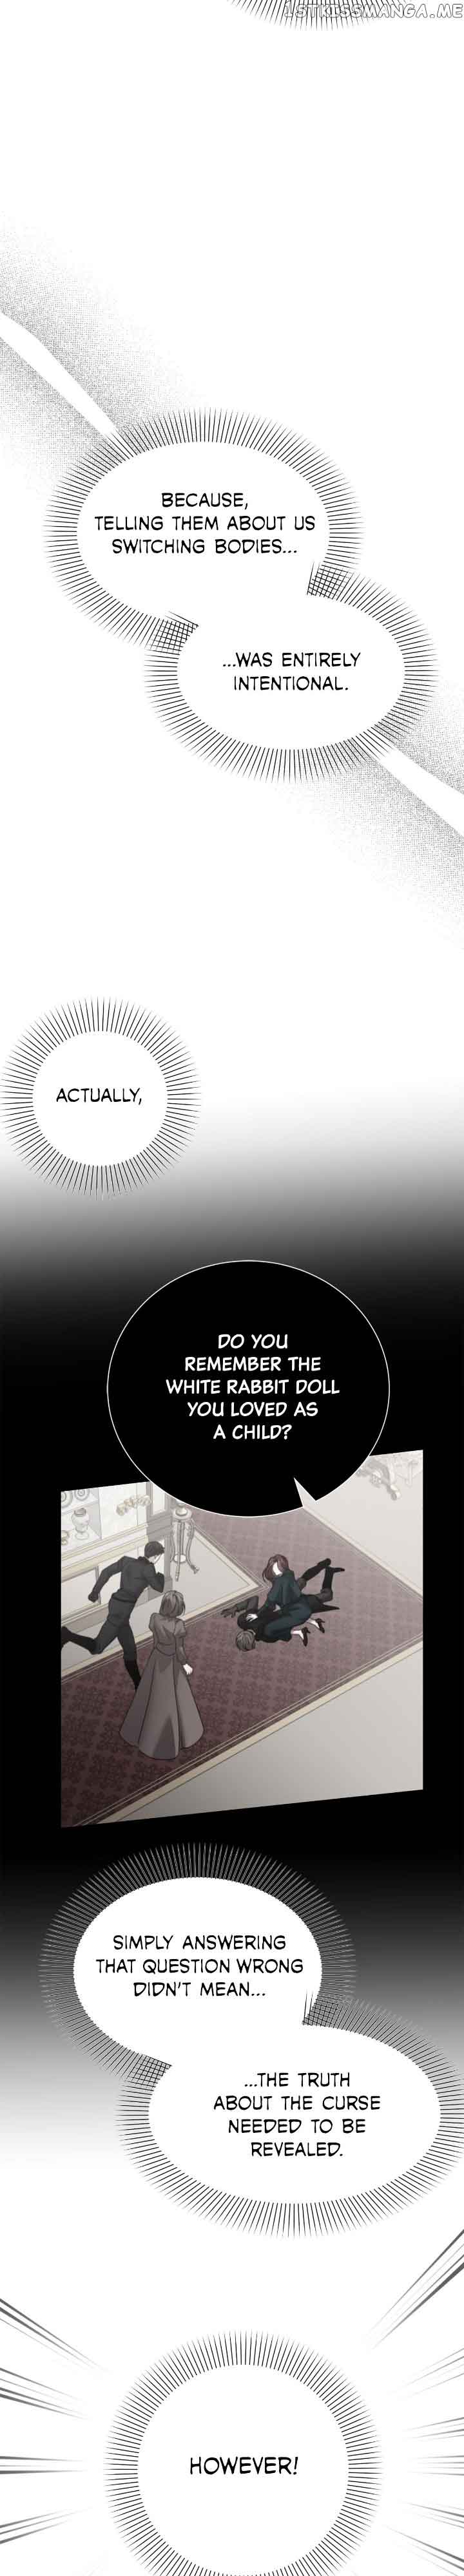 1STKISSMANGA.ME
BECAUSE,
TELLING THEM ABOUT US
SWITCHING BODIES...
...WAS ENTIRELY
INTENTIONAL.
ACTUALLY,
DO YOU
REMEMBER THE
WHITE RABBIT DOLL
YOU LOVED AS
A CHILD?
SIMPLY ANSWERING
THAT QUESTION WRONG
DIDN'T MEAN...
...THE TRUTH
ABOUT THE CURSE
NEEDED TO BE
REVEALED.
HOWEVER!